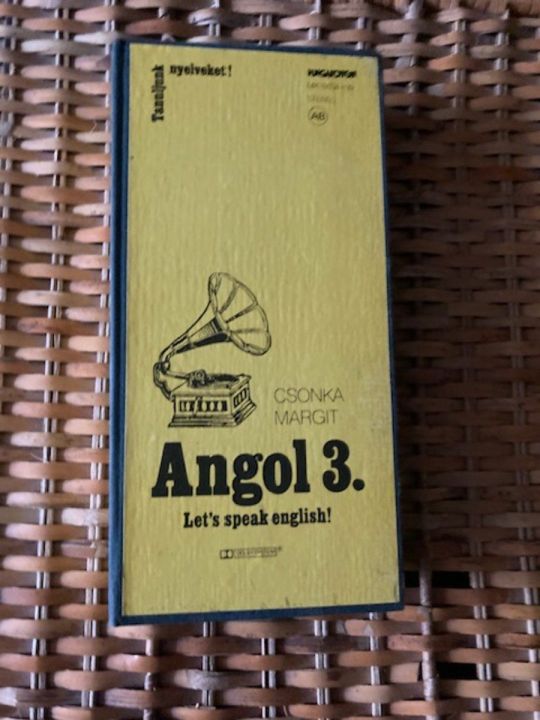 Tanuljunk
nyelveket!
HUNGAROTON
AB
CSONKA
MARGIT
Angol 3.
Let's speak english!